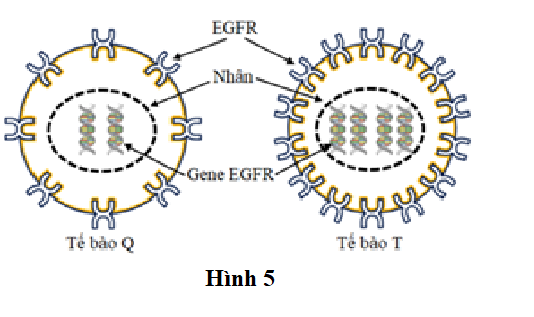 EGFR
Nhân
Gene EGFR
Tế bào Q
Tế bào T
Hình 5